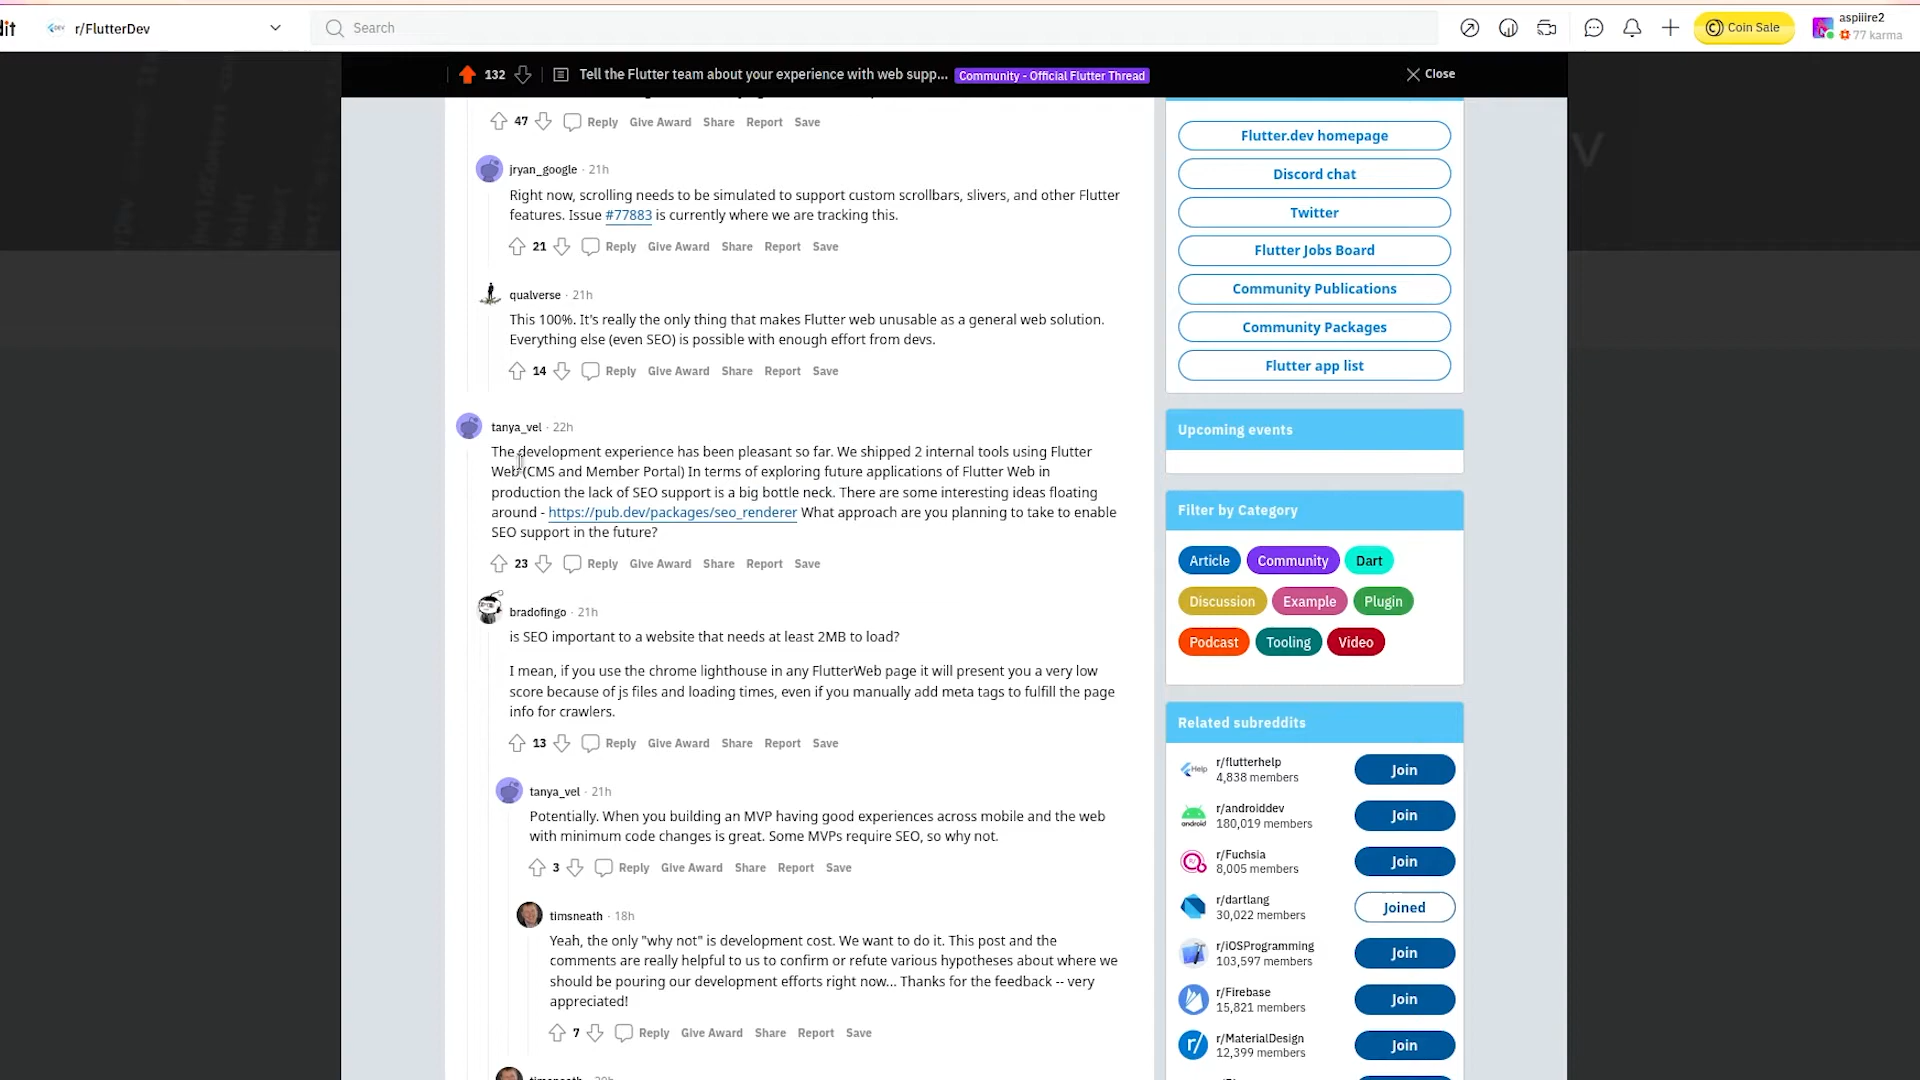 dit
r/FlutterDev
Search
Coin Sale
aspiiire2
77 karma
132
Tell the Flutter team about your experience with web supp...
Community - Official Flutter Thread
Close
47 Reply Give Award Share Report Save
jryan_google · 21h
Right now, scrolling needs to be simulated to support custom scrollbars, slivers, and other Flutter
features. Issue #77883 is currently where we are tracking this.
21 Reply Give Award Share Report Save
qualverse · 21h
This 100%. It's really the only thing that makes Flutter web unusable as a general web solution.
Everything else (even SEO) is possible with enough effort from devs.
14 Reply Give Award Share Report Save
tanya_vel · 22h
The development experience has been pleasant so far. We shipped 2 internal tools using Flutter
Web (CMS and Member Portal) In terms of exploring future applications of Flutter Web in
production the lack of SEO support is a big bottle neck. There are some interesting ideas floating
around - https://pub.dev/packages/seo_renderer What approach are you planning to take to enable
SEO support in the future?
23 Reply Give Award Share Report Save
bradofingo · 21h
is SEO important to a website that needs at least 2MB to load?
I mean, if you use the chrome lighthouse in any FlutterWeb page it will present you a very low
score because of js files and loading times, even if you manually add meta tags to fulfill the page
info for crawlers.
13 Reply Give Award Share Report Save
tanya_vel · 21h
Potentially. When you building an MVP having good experiences across mobile and the web
with minimum code changes is great. Some MVPs require SEO, so why not.
3 Reply Give Award Share Report Save
timsneath · 18h
Yeah, the only "why not" is development cost. We want to do it. This post and the
comments are really helpful to us to confirm or refute various hypotheses about where we
should be pouring our development efforts right now... Thanks for the feedback -- very
appreciated!
7 Reply Give Award Share Report Save
Flutter.dev homepage
Discord chat
Twitter
Flutter Jobs Board
Community Publications
Community Packages
Flutter app list
Upcoming events
Filter by Category
Article Community Dart
Discussion Example Plugin
Podcast Tooling Video
Related subreddits
r/flutterhelp
4,838 members
Join
r/androiddev
180,019 members
Join
r/Fuchsia
8,005 members
Join
r/dartlang
30,022 members
Joined
r/iOSProgramming
103,597 members
Join
r/Firebase
15,821 members
Join
r/MaterialDesign
12,399 members
Join